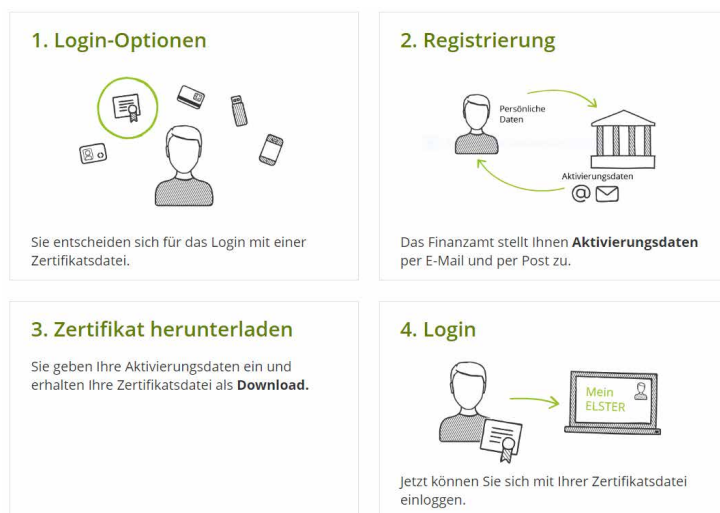 1. Login-Optionen
Sie entscheiden sich für das Login mit einer
Zertifikatsdatei.
2. Registrierung
Persönliche
Daten
Aktivierungsdaten
@
Das Finanzamt stellt Ihnen Aktivierungsdaten
per E-Mail und per Post zu.
3. Zertifikat herunterladen
Sie geben Ihre Aktivierungsdaten ein und
erhalten Ihre Zertifikatsdatei als Download.
4. Login
Mein
ELSTER
Jetzt können Sie sich mit Ihrer Zertifikatsdatei
einloggen.